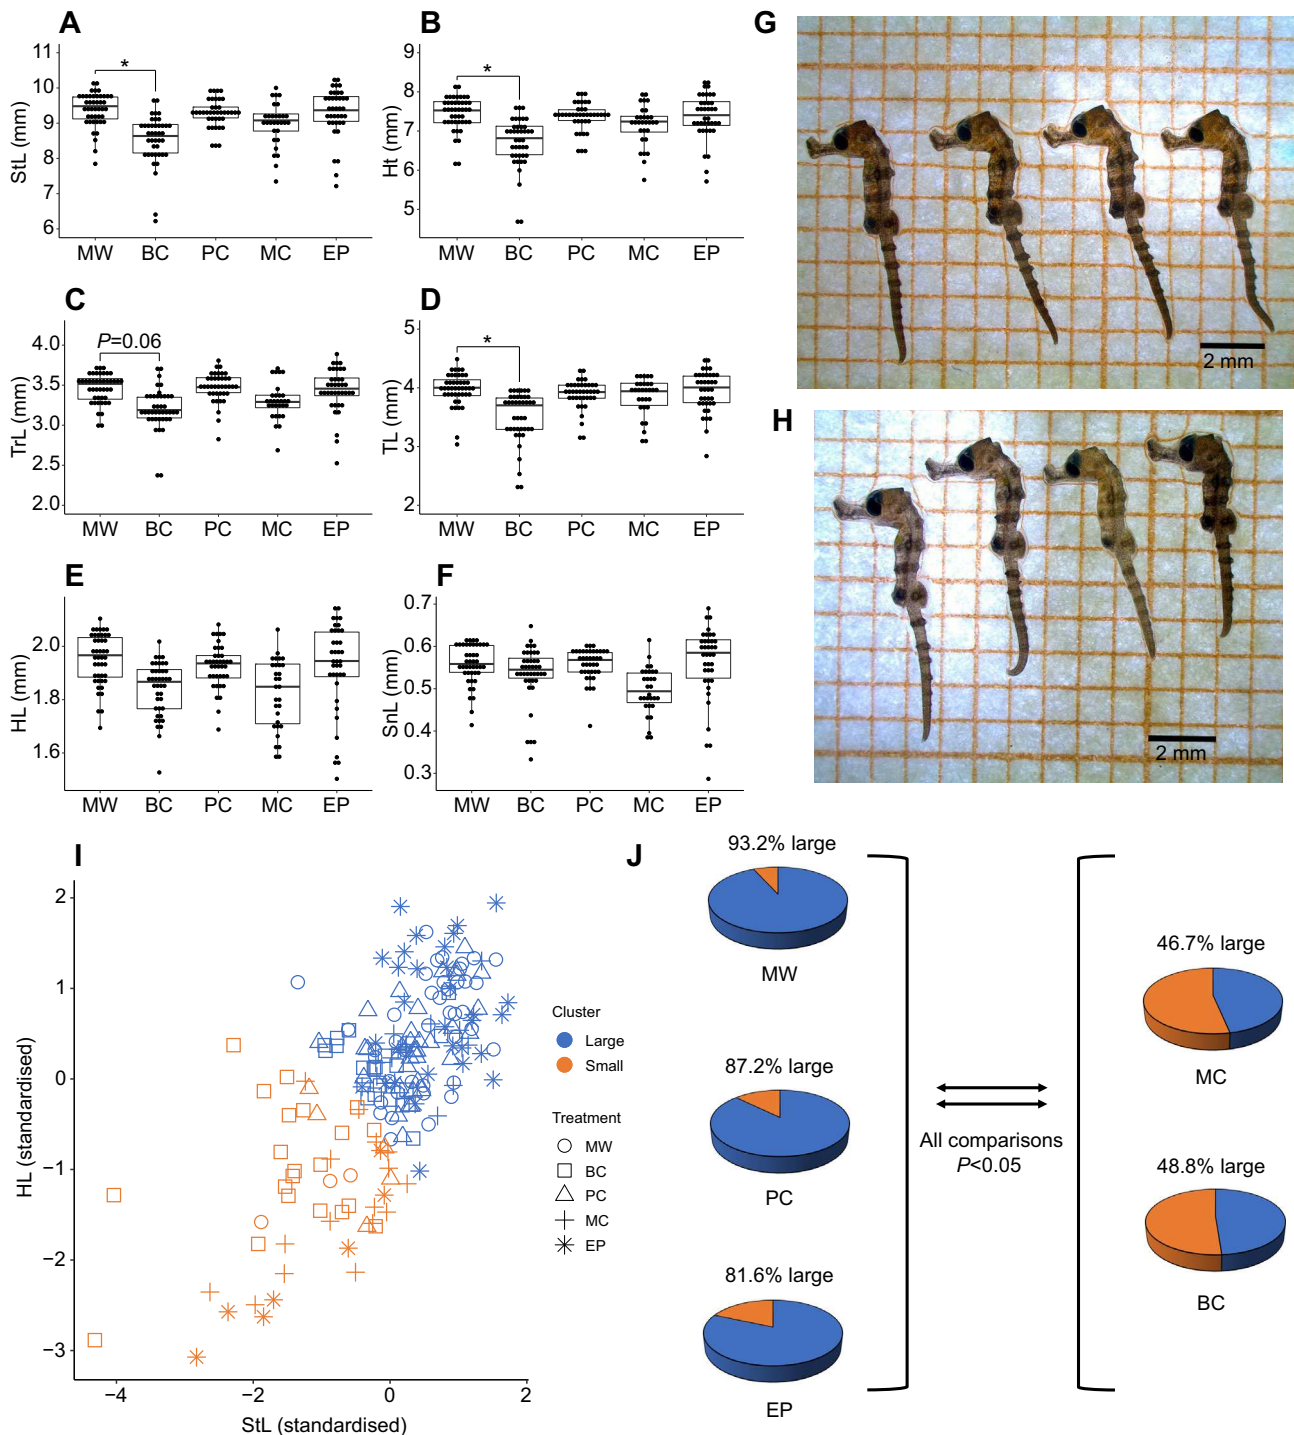 A
StL (mm)
11
10
9
8
7
6
*
MW BC PC MC EP
B
Ht (mm)
9
8
7
6
5
*
MW BC PC MC EP
C
TrL (mm)
4.0
3.5
3.0
2.5
2.0
P=0.06
MW BC PC MC EP
D
TL (mm)
5
4
3
2
*
MW BC PC MC EP
E
HL (mm)
2.0
1.8
1.6
MW BC PC MC EP
F
SnL (mm)
0.7
0.6
0.5
0.4
0.3
MW BC PC MC EP
G
2 mm
H
2 mm
I
HL (standardised)
2
1
0
−1
−2
−3
−4 −2 0 2
StL (standardised)
Cluster
Large
Small
Treatment
MW
BC
PC
MC
EP
J
93.2% large
MW
87.2% large
PC
81.6% large
EP
All comparisons
P<0.05
46.7% large
MC
48.8% large
BC